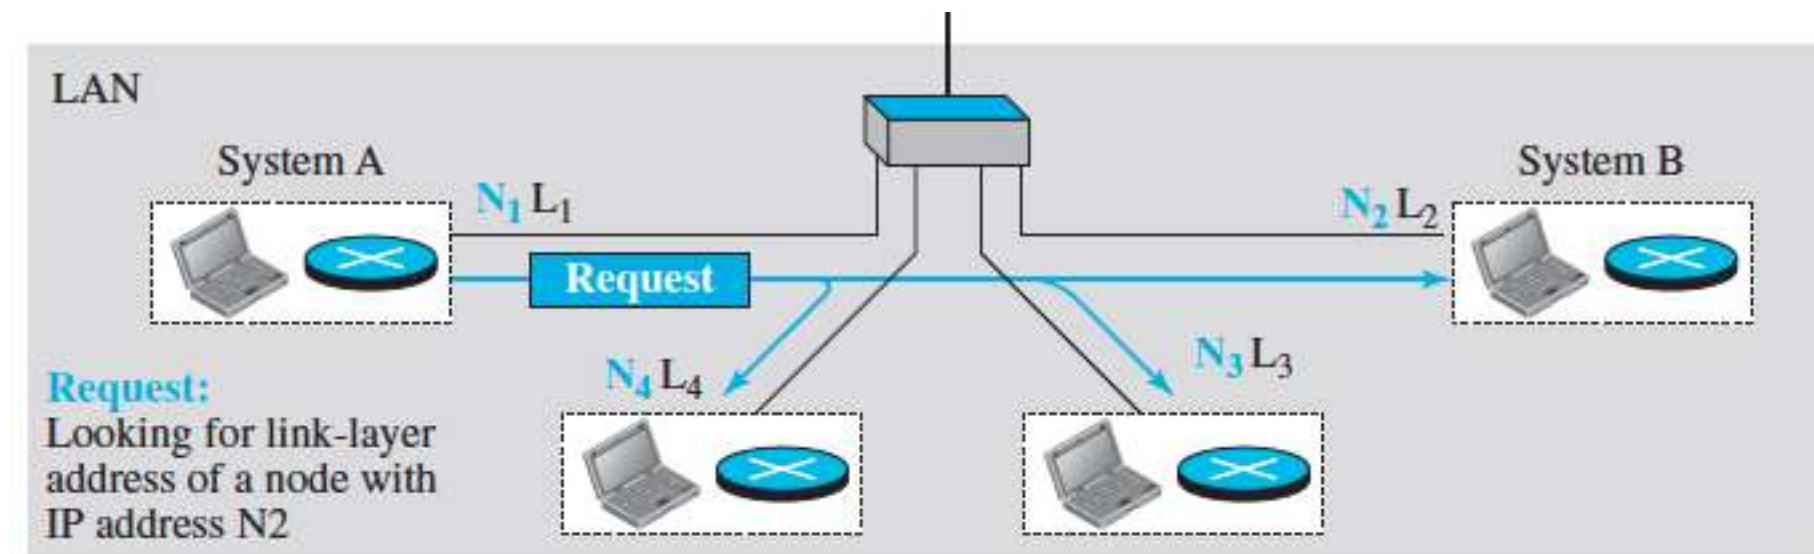 LAN
System A
System B
N₁ L₁
N₂ L₂
Request
N₄ L₄
N₃ L₃
Request:
Looking for link-layer
address of a node with
IP address N2